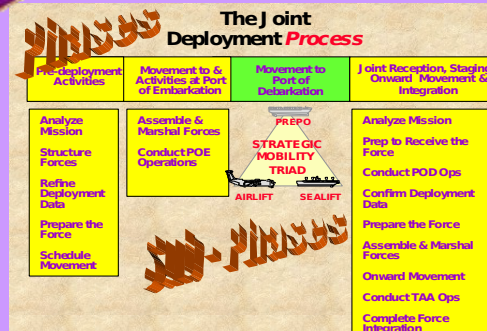 The Joint
Deployment Process
Pre-deployment
Activities
Movement to &
Activities at Port
of Embarkation
Movement to
Port of
Debarkation
Joint Reception, Staging
Onward Movement &
Integration
Analyze
Mission
Structure
Forces
Refine
Deployment
Data
Prepare the
Force
Schedule
Movement
Assemble &
Marshal Forces
Conduct POE
Operations
PREPO
STRATEGIC
MOBILITY
TRIAD
AIRLIFT
SEALIFT
Analyze Mission
Prep to Receive the
Force
Conduct POD Ops
Confirm Deployment
Data
Prepare the Force
Assemble & Marshal
Forces
Onward Movement
Conduct TAA Ops
Complete Force
Integration